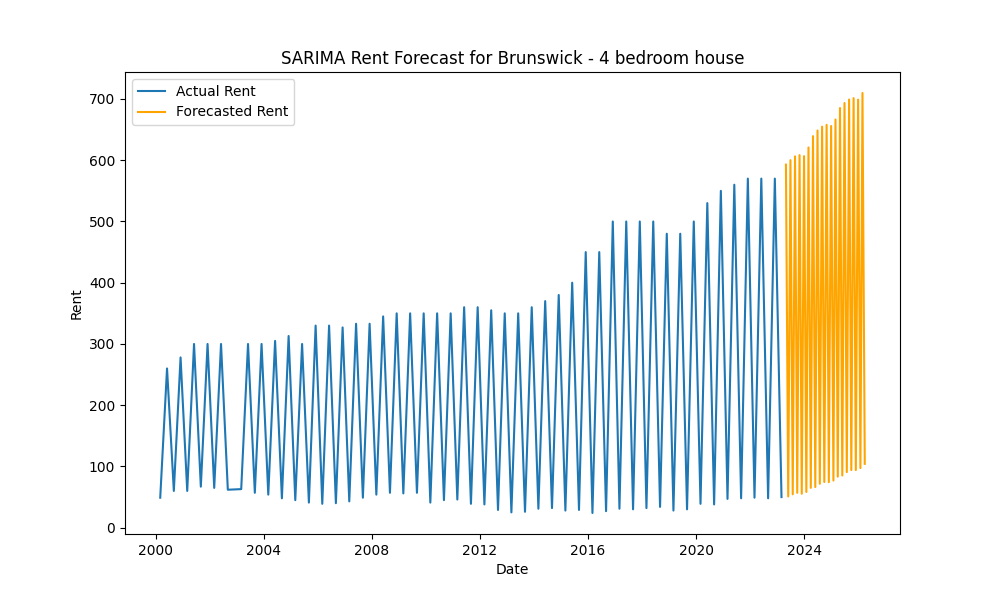 SARIMA Rent Forecast for Brunswick - 4 bedroom house
Actual Rent
Forecasted Rent
700
600
500
400
300
200
100
0
Rent
2000 2004 2008 2012 2016 2020 2024
Date